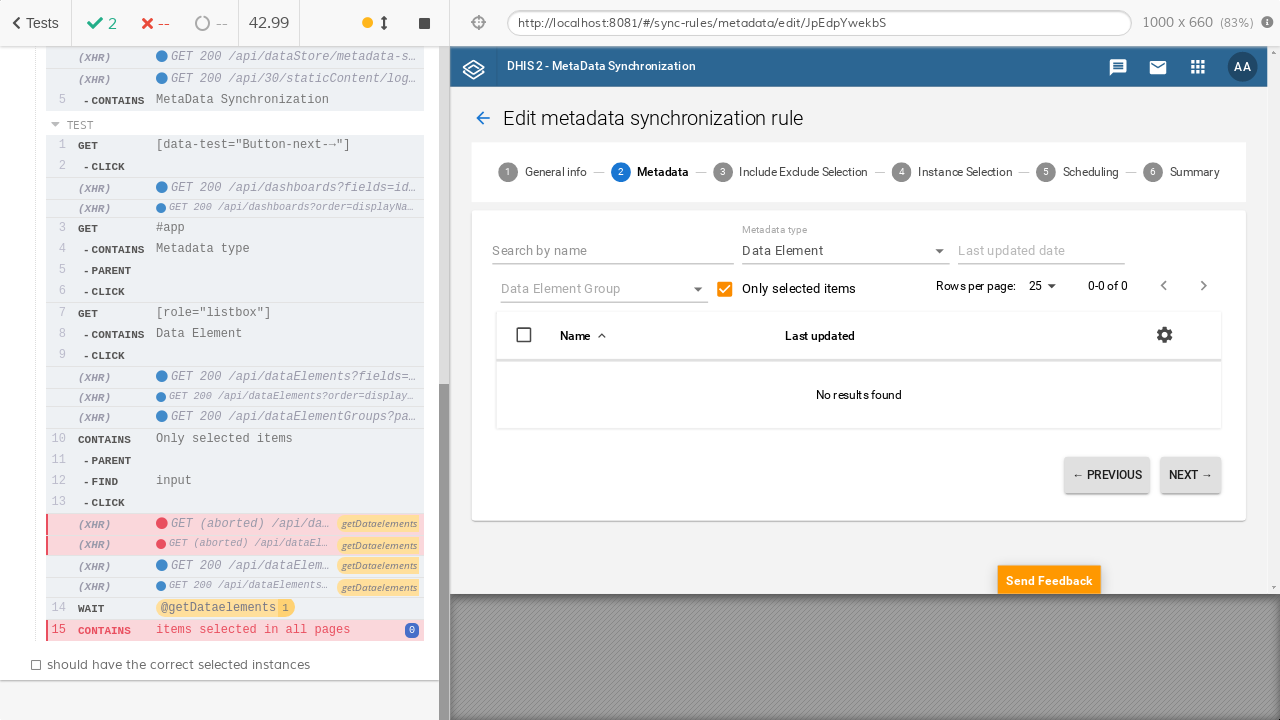 Tests 2 -- -- 42.99
http://localhost:8081/#/sync-rules/metadata/edit/JpEdpYwekbS 1000 x 660 (83%)
(XHR) GET 200 /api/dataStore/metadata-s…
(XHR) GET 200 /api/30/staticContent/log…
5 - CONTAINS MetaData Synchronization
TEST
1 GET [data-test="Button-next-→"]
2 - CLICK
(XHR) GET 200 /api/dashboards?fields=id…
(XHR) GET 200 /api/dashboards?order=displayNa…
3 GET #app
4 - CONTAINS Metadata type
5 - PARENT
6 - CLICK
7 GET [role="listbox"]
8 - CONTAINS Data Element
9 - CLICK
(XHR) GET 200 /api/dataElements?fields=…
(XHR) GET 200 /api/dataElements?order=display…
(XHR) GET 200 /api/dataElementGroups?pa…
10 CONTAINS Only selected items
11 - PARENT
12 - FIND input
13 - CLICK
(XHR) GET (aborted) /api/da… getDataelements
(XHR) GET (aborted) /api/dataEl… getDataelements
(XHR) GET 200 /api/dataElem… getDataelements
(XHR) GET 200 /api/dataElements… getDataelements
14 WAIT @getDataelements 1
15 CONTAINS items selected in all pages 0
should have the correct selected instances
DHIS 2 - MetaData Synchronization AA
Edit metadata synchronization rule
1 General info 2 Metadata 3 Include Exclude Selection 4 Instance Selection 5 Scheduling 6 Summary
Metadata type
Search by name Data Element Last updated date
Data Element Group Only selected items Rows per page: 25 0-0 of 0
Name Last updated
No results found
← PREVIOUS NEXT →
Send Feedback